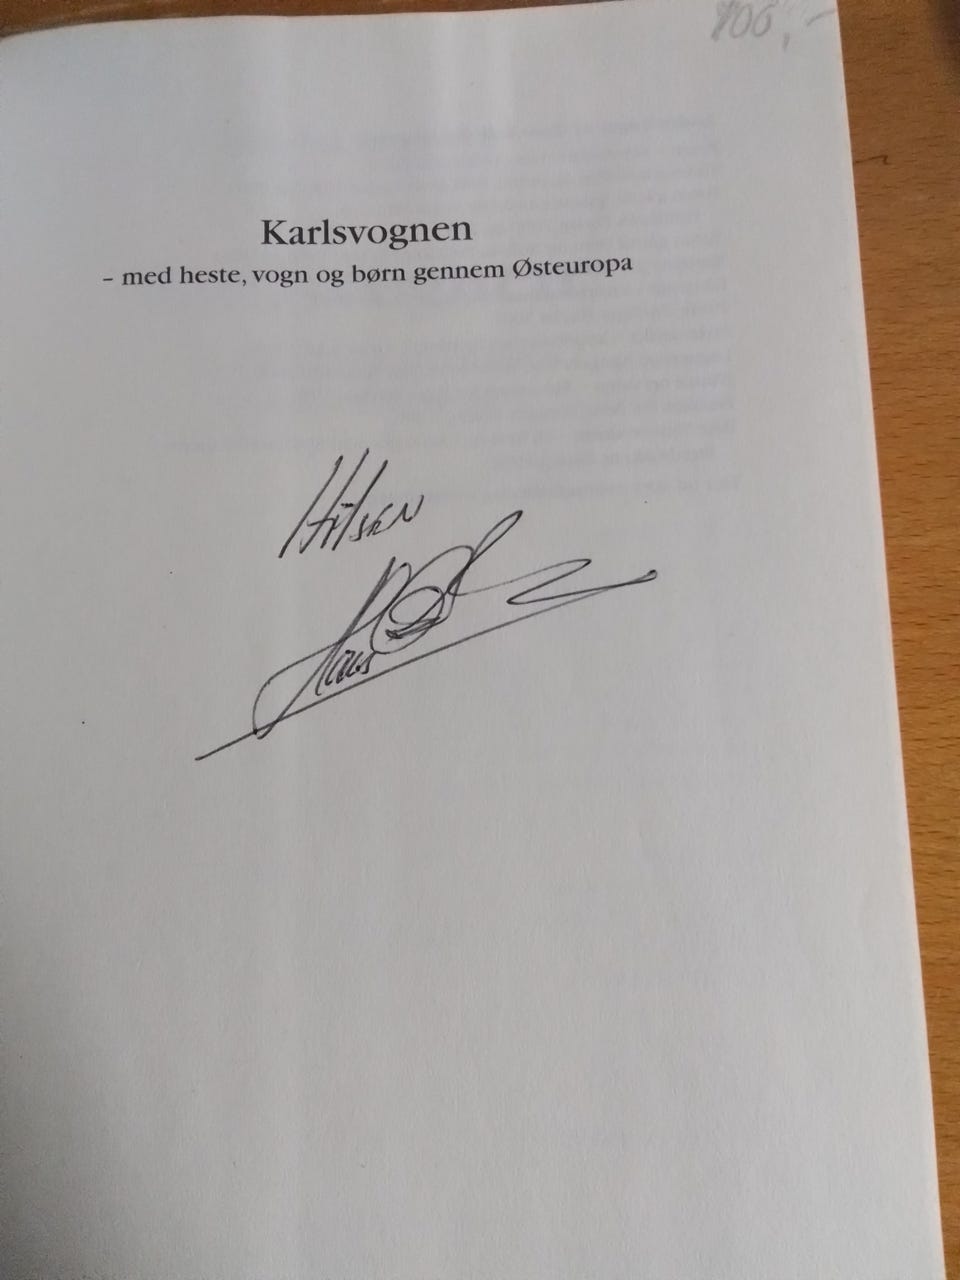 100,-
Karlsvognen
– med heste, vogn og børn gennem Østeuropa
Hilsen